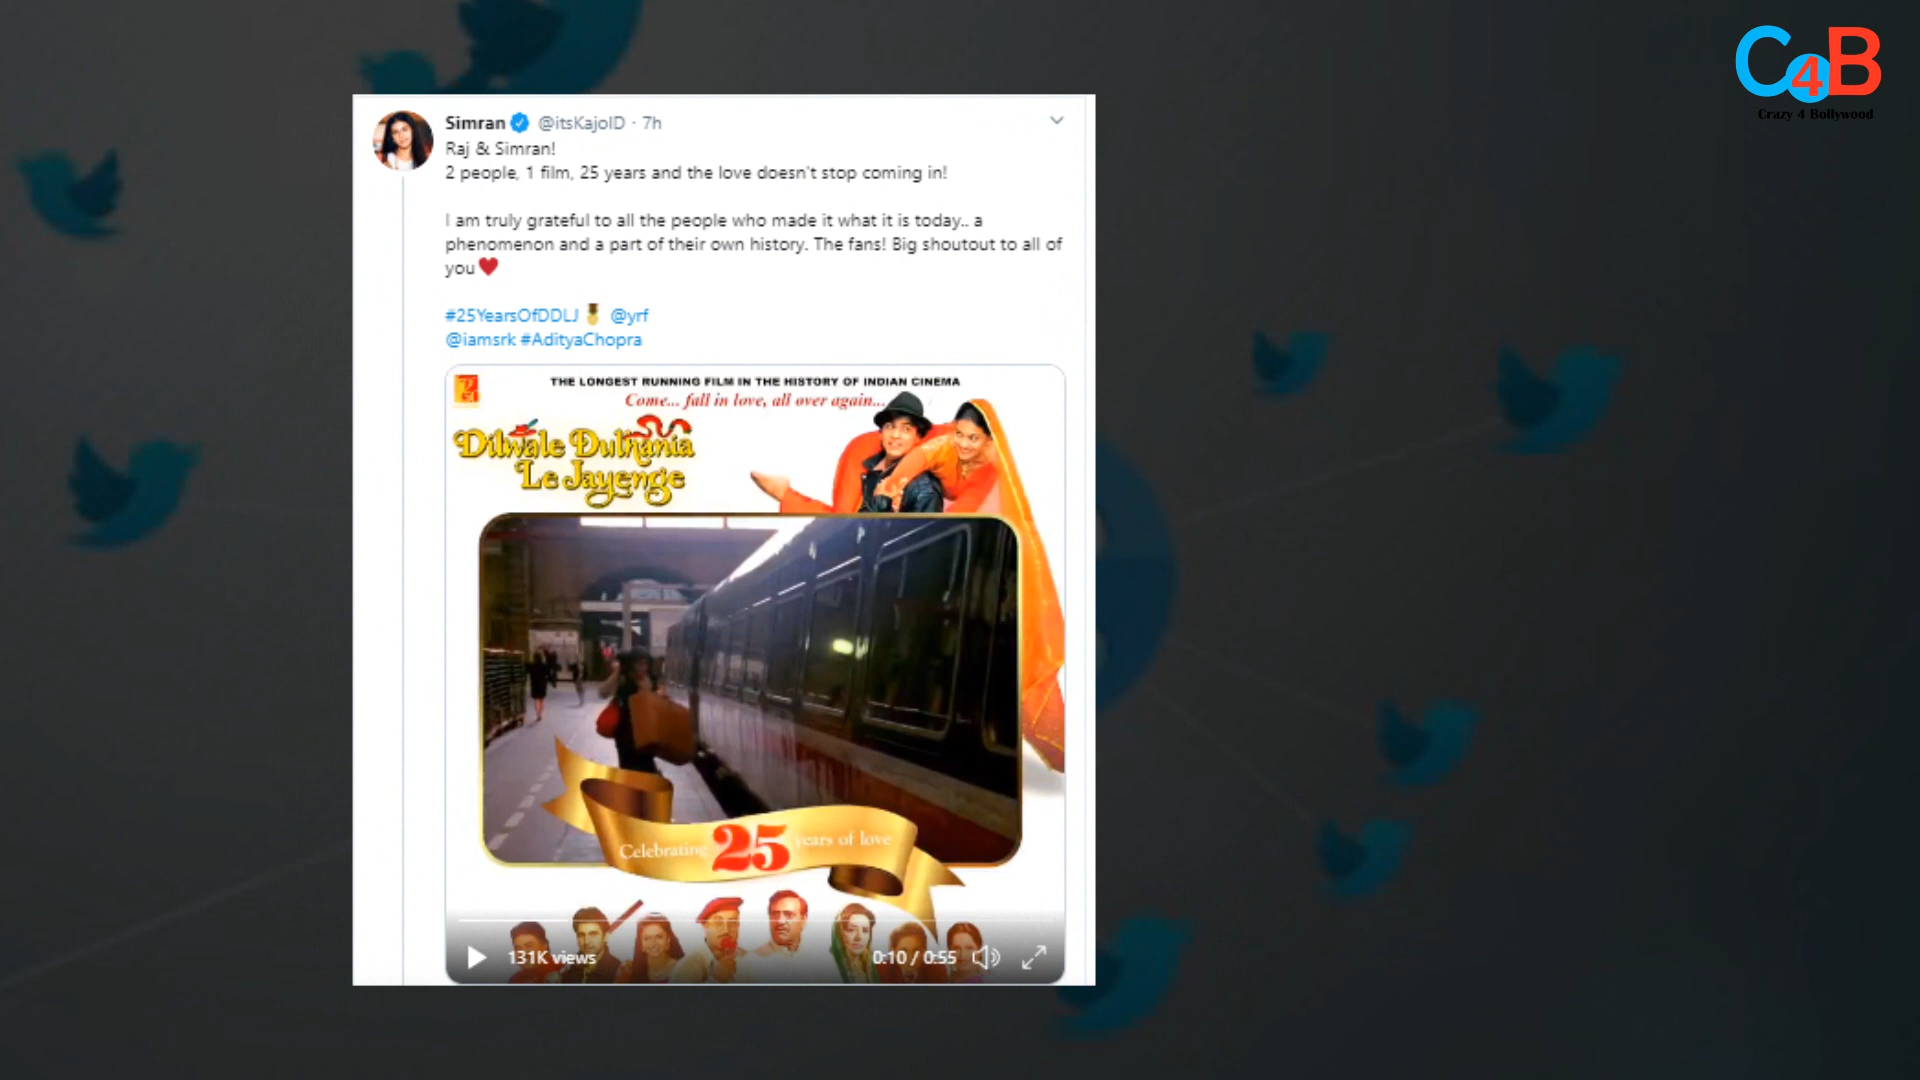 C4B
Crazy 4 Bollywood
Simran @itsKajolD · 7h
Raj & Simran!
2 people, 1 film, 25 years and the love doesn't stop coming in!
I am truly grateful to all the people who made it what it is today.. a
phenomenon and a part of their own history. The fans! Big shoutout to all of
you
#25YearsOfDDLJ @yrf
@iamsrk #AdityaChopra
THE LONGEST RUNNING FILM IN THE HISTORY OF INDIAN CINEMA
Come... fall in love, all over again...
Dilwale Dulhania
Le Jayenge
Celebrating 25 years of love
131K views 0:10 / 0:55